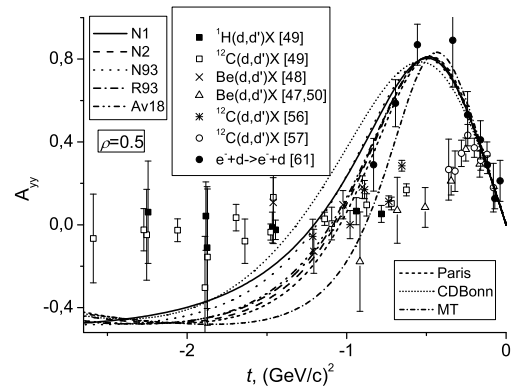 N1
N2
N93
R93
Av18
ρ=0.5
¹H(d,d')X [49]
¹²C(d,d')X [49]
Be(d,d')X [48]
Be(d,d')X [47,50]
¹²C(d,d')X [56]
¹²C(d,d')X [57]
e⁻+d->e⁻+d [61]
0,8
0,4
0,0
-0,4
A_yy
Paris
CDBonn
MT
-2 -1 0
t, (GeV/c)²